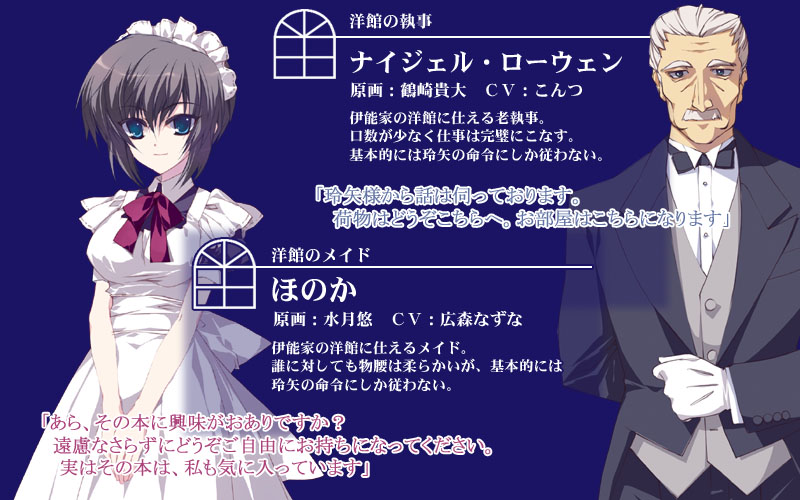 洋館の執事
ナイジェル・ローウェン
原画：鶴崎貴大　ＣＶ：こんつ
伊能家の洋館に仕える老執事。
口数が少なく仕事は完璧にこなす。
基本的には玲矢の命令にしか従わない。
「玲矢様から話は伺っております。
荷物はどうぞこちらへ。お部屋はこちらになります」
洋館のメイド
ほのか
原画：水月悠　ＣＶ：広森なずな
伊能家の洋館に仕えるメイド。
誰に対しても物腰は柔らかいが、基本的には
玲矢の命令にしか従わない。
「あら、その本に興味がおありですか？
遠慮なさらずにどうぞご自由にお持ちになってください。
実はその本は、私も気に入っています」